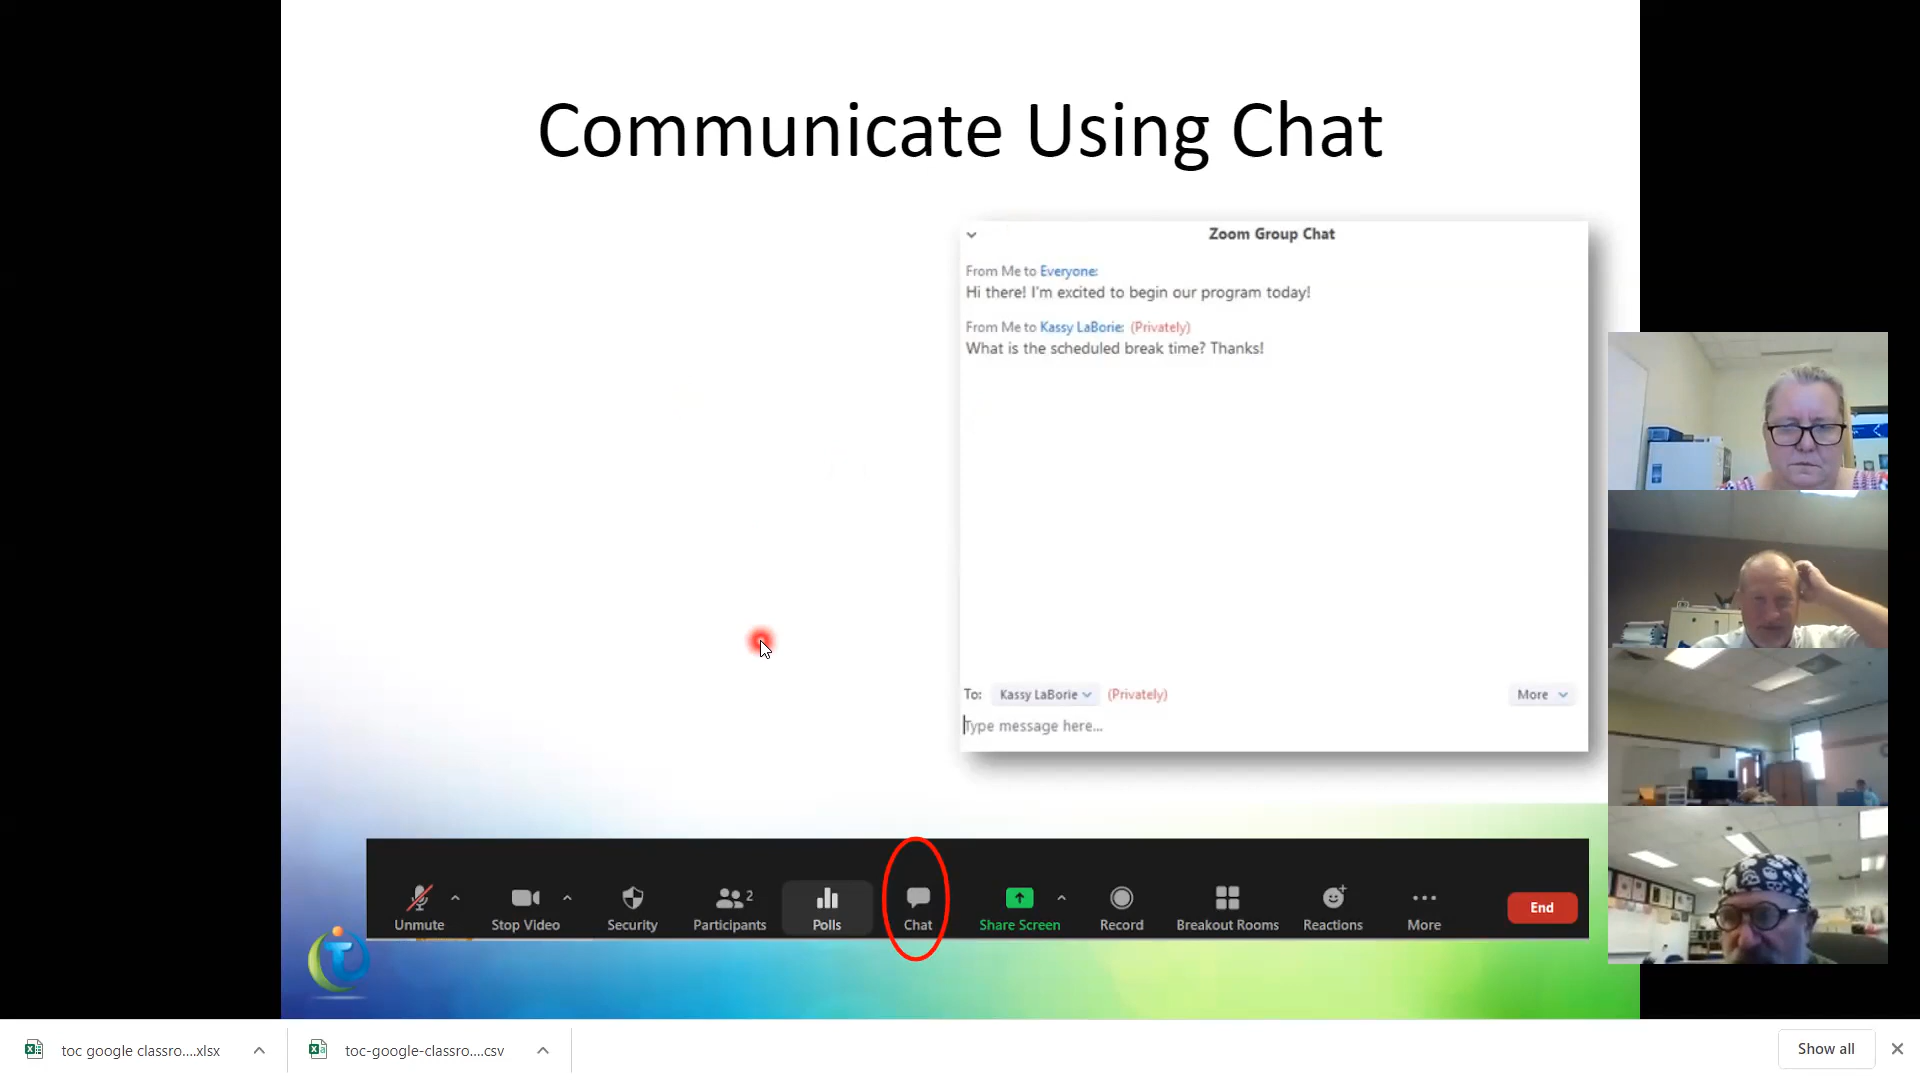 Communicate Using Chat
Zoom Group Chat
From Me to Everyone:
Hi there! I'm excited to begin our program today!
From Me to Kassy LaBorie: (Privately)
What is the scheduled break time? Thanks!
To: Kassy LaBorie (Privately) More
Type message here...
Unmute Stop Video Security Participants 2 Polls Chat Share Screen Record Breakout Rooms Reactions More End
toc google classro....xlsx toc-google-classro....csv Show all